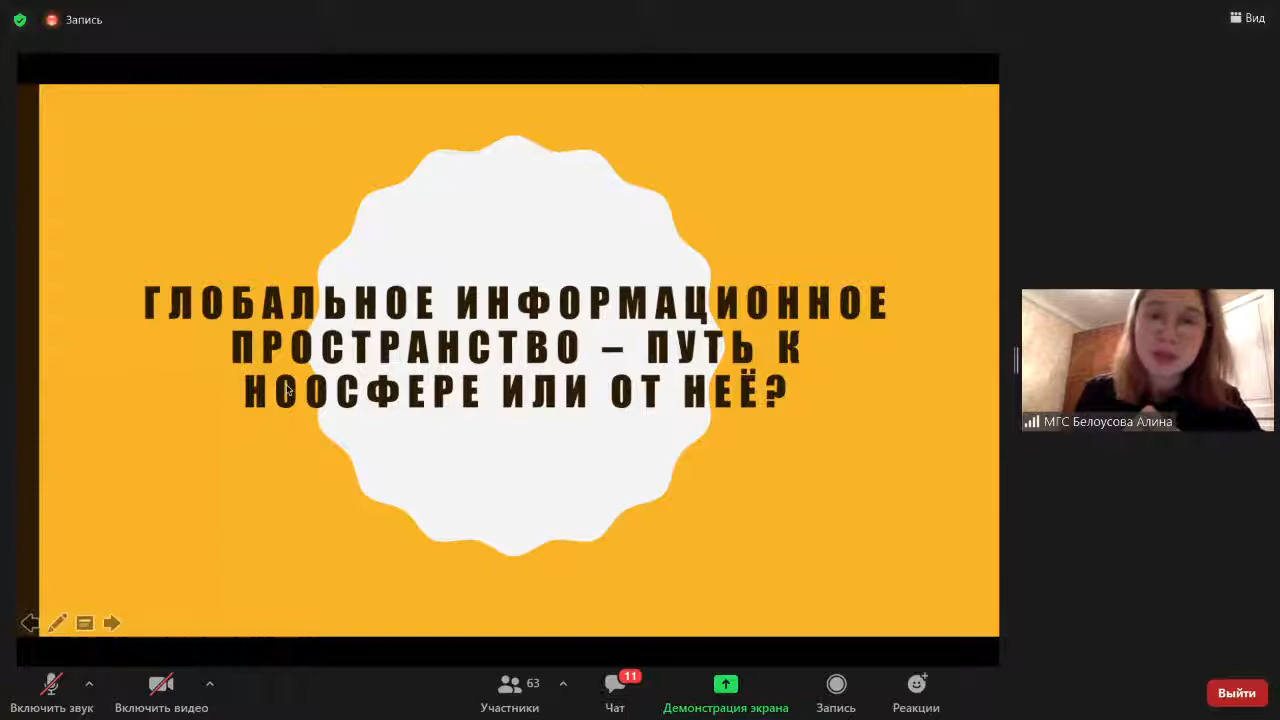 Запись
Вид
ГЛОБАЛЬНОЕ ИНФОРМАЦИОННОЕ
ПРОСТРАНСТВО – ПУТЬ К
НООСФЕРЕ ИЛИ ОТ НЕЁ?
МГС Белоусова Алина
63
11
Включить звук
Включить видео
Участники
Чат
Демонстрация экрана
Запись
Реакции
Выйти